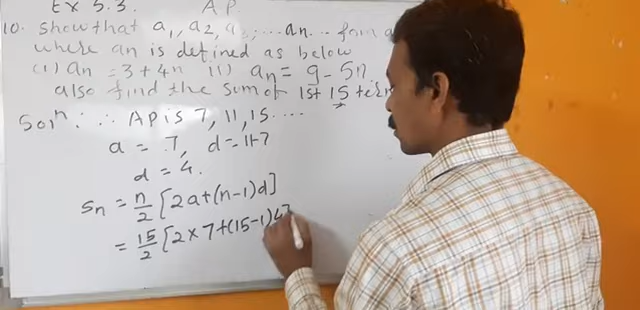 Ex 5.3. A P.
10. Show that a₁, a₂, a₃ .... an .. form a
where an is defined as below
(i) an = 3 + 4n ii) an = 9 - 5n
also find the sum of 1st 15 term
Solⁿ: ∴ AP is 7, 11, 15 ....
a = 7, d = 11-7
d = 4.
Sn = n/2 [2a+(n-1)d]
= 15/2 [2×7+(15-1)4]